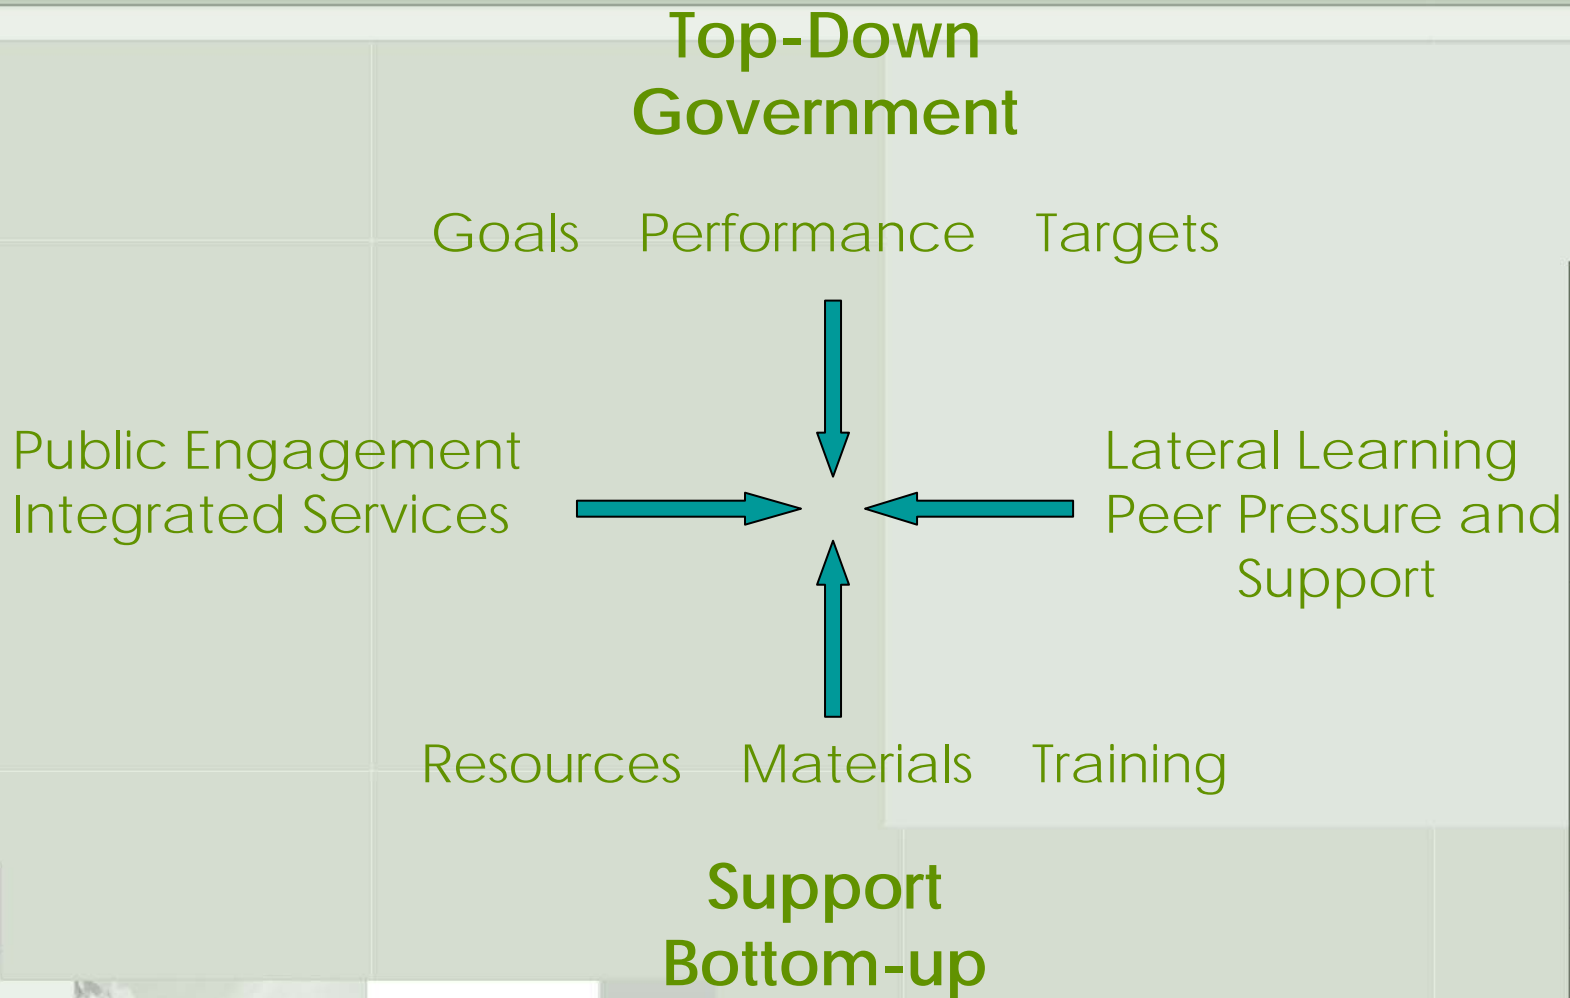 Top-Down
Government
Goals Performance Targets
Public Engagement
Integrated Services
Lateral Learning
Peer Pressure and
Support
Resources Materials Training
Support
Bottom-up